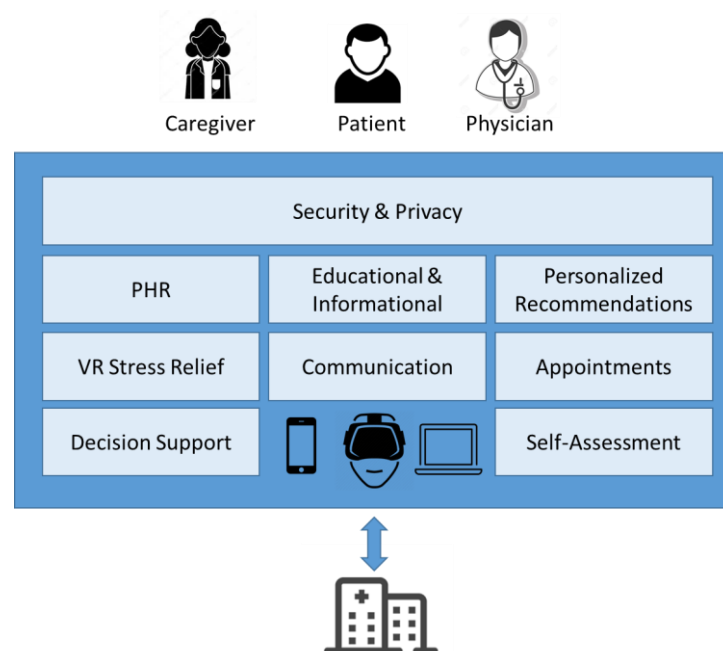 Caregiver
Patient
Physician
Security & Privacy
PHR
Educational &
Informational
Personalized
Recommendations
VR Stress Relief
Communication
Appointments
Decision Support
Self-Assessment